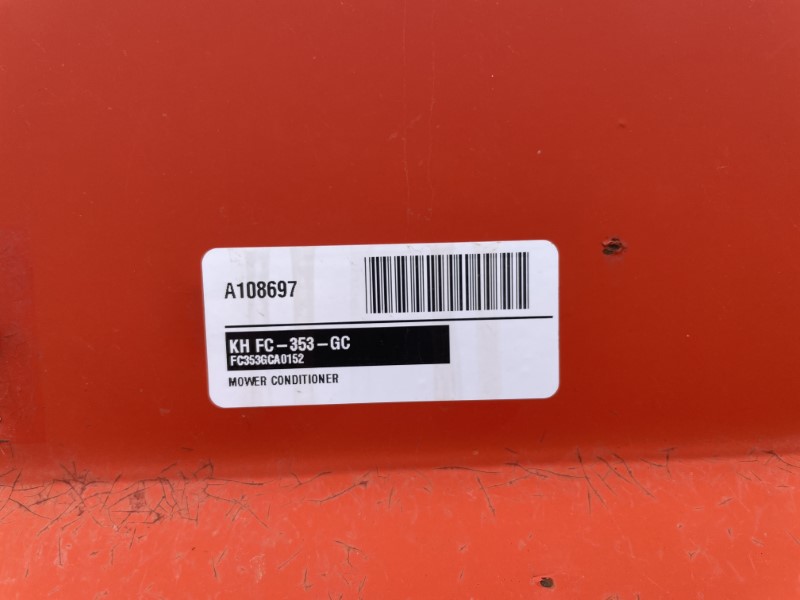 A108697
KH FC-353-GC
FC353GCA0152
MOWER CONDITIONER